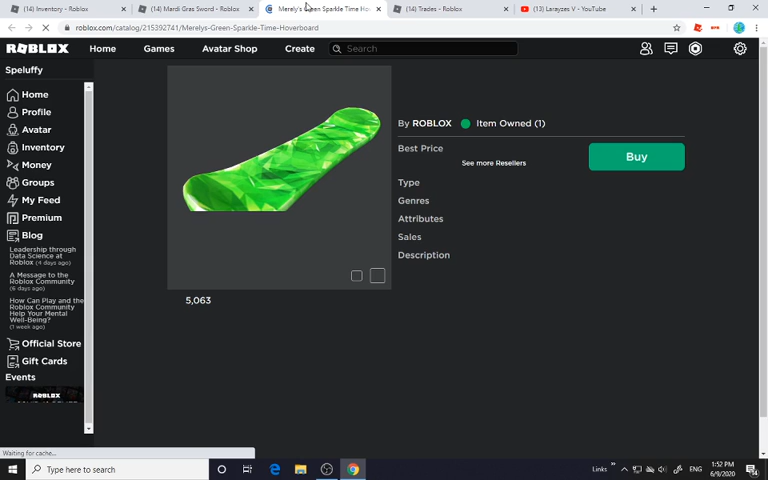 (14) Inventory - Roblox
(14) Mardi Gras Sword - Roblox
Merelys Green Sparkle Time Ho
(14) Trades - Roblox
(13) Larayzes V - YouTube
roblox.com/catalog/215392741/Merelys-Green-Sparkle-Time-Hoverboard
ROBLOX
Home
Games
Avatar Shop
Create
Search
Speluffy
Home
Profile
Avatar
Inventory
Money
Groups
My Feed
Premium
Blog
Leadership through
Data Science at
Roblox (4 days ago)
A Message to the
Roblox Community
(6 days ago)
How Can Play and the
Roblox Community
Help Your Mental
Well-Being?
(1 week ago)
Official Store
Gift Cards
Events
ROBLOX
By ROBLOX
Item Owned (1)
Best Price
See more Resellers
Buy
Type
Genres
Attributes
Sales
Description
5,063
Waiting for cache...
Type here to search
Links
ENG
1:52 PM
6/9/2020